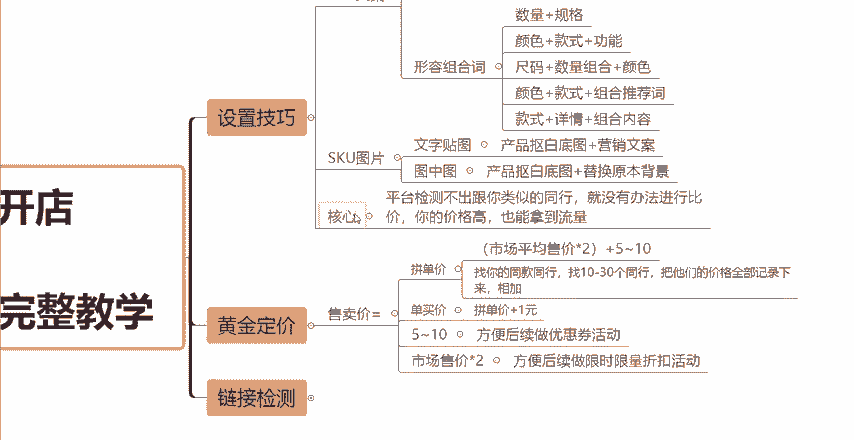 数量+规格
颜色+款式+功能
形容组合词
尺码+数量组合+颜色
颜色+款式+组合推荐词
款式+详情+组合内容
设置技巧
SKU图片
文字贴图
产品抠白底图+营销文案
图中图
产品抠白底图+替换原本背景
核心
平台检测不出跟你类似的同行，就没有办法进行比
价，你的价格高，也能拿到流量
开店
完整教学
黄金定价
售卖价=
拼单价
（市场平均售价*2）+5~10
找你的同款同行，找10-30个同行，把他们的价格全部记录下
来，相加
单买价
拼单价+1元
5~10
方便后续做优惠券活动
市场售价*2
方便后续做限时限量折扣活动
链接检测